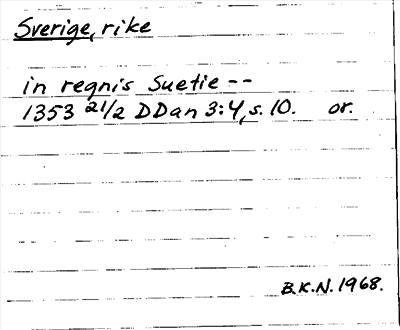 Sverige, rike
in regnis Suetie --
1353 21/2 DDan 3:4, s. 10. or.
B.K.N. 1968.